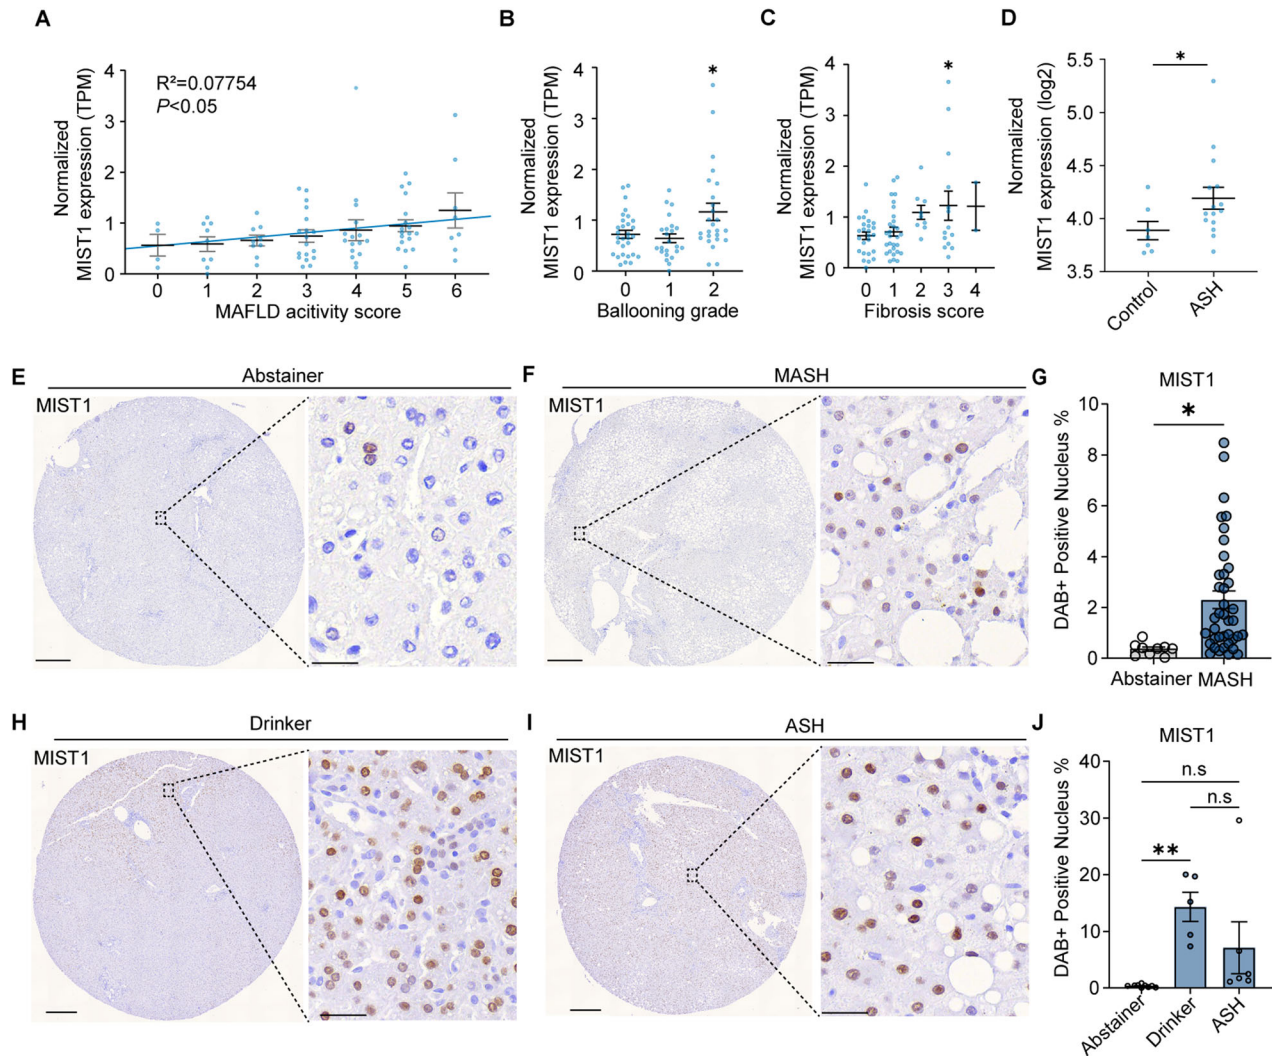 A
Normalized
MIST1 expression (TPM)
4
3
2
1
0
R²=0.07754
P<0.05
0 1 2 3 4 5 6
MAFLD acitivity score
B
Normalized
MIST1 expression (TPM)
4
3
2
1
0
*
0 1 2
Ballooning grade
C
Normalized
MIST1 expression (TPM)
4
3
2
1
0
*
0 1 2 3 4
Fibrosis score
D
Normalized
MIST1 expression (log2)
5.5
5.0
4.5
4.0
3.5
*
Control
ASH
E
Abstainer
MIST1
F
MASH
MIST1
G
MIST1
DAB+ Positive Nucleus %
10
8
6
4
2
0
*
Abstainer MASH
H
Drinker
MIST1
I
ASH
MIST1
J
MIST1
DAB+ Positive Nucleus %
40
30
20
10
0
n.s
n.s
**
Abstainer
Drinker
ASH